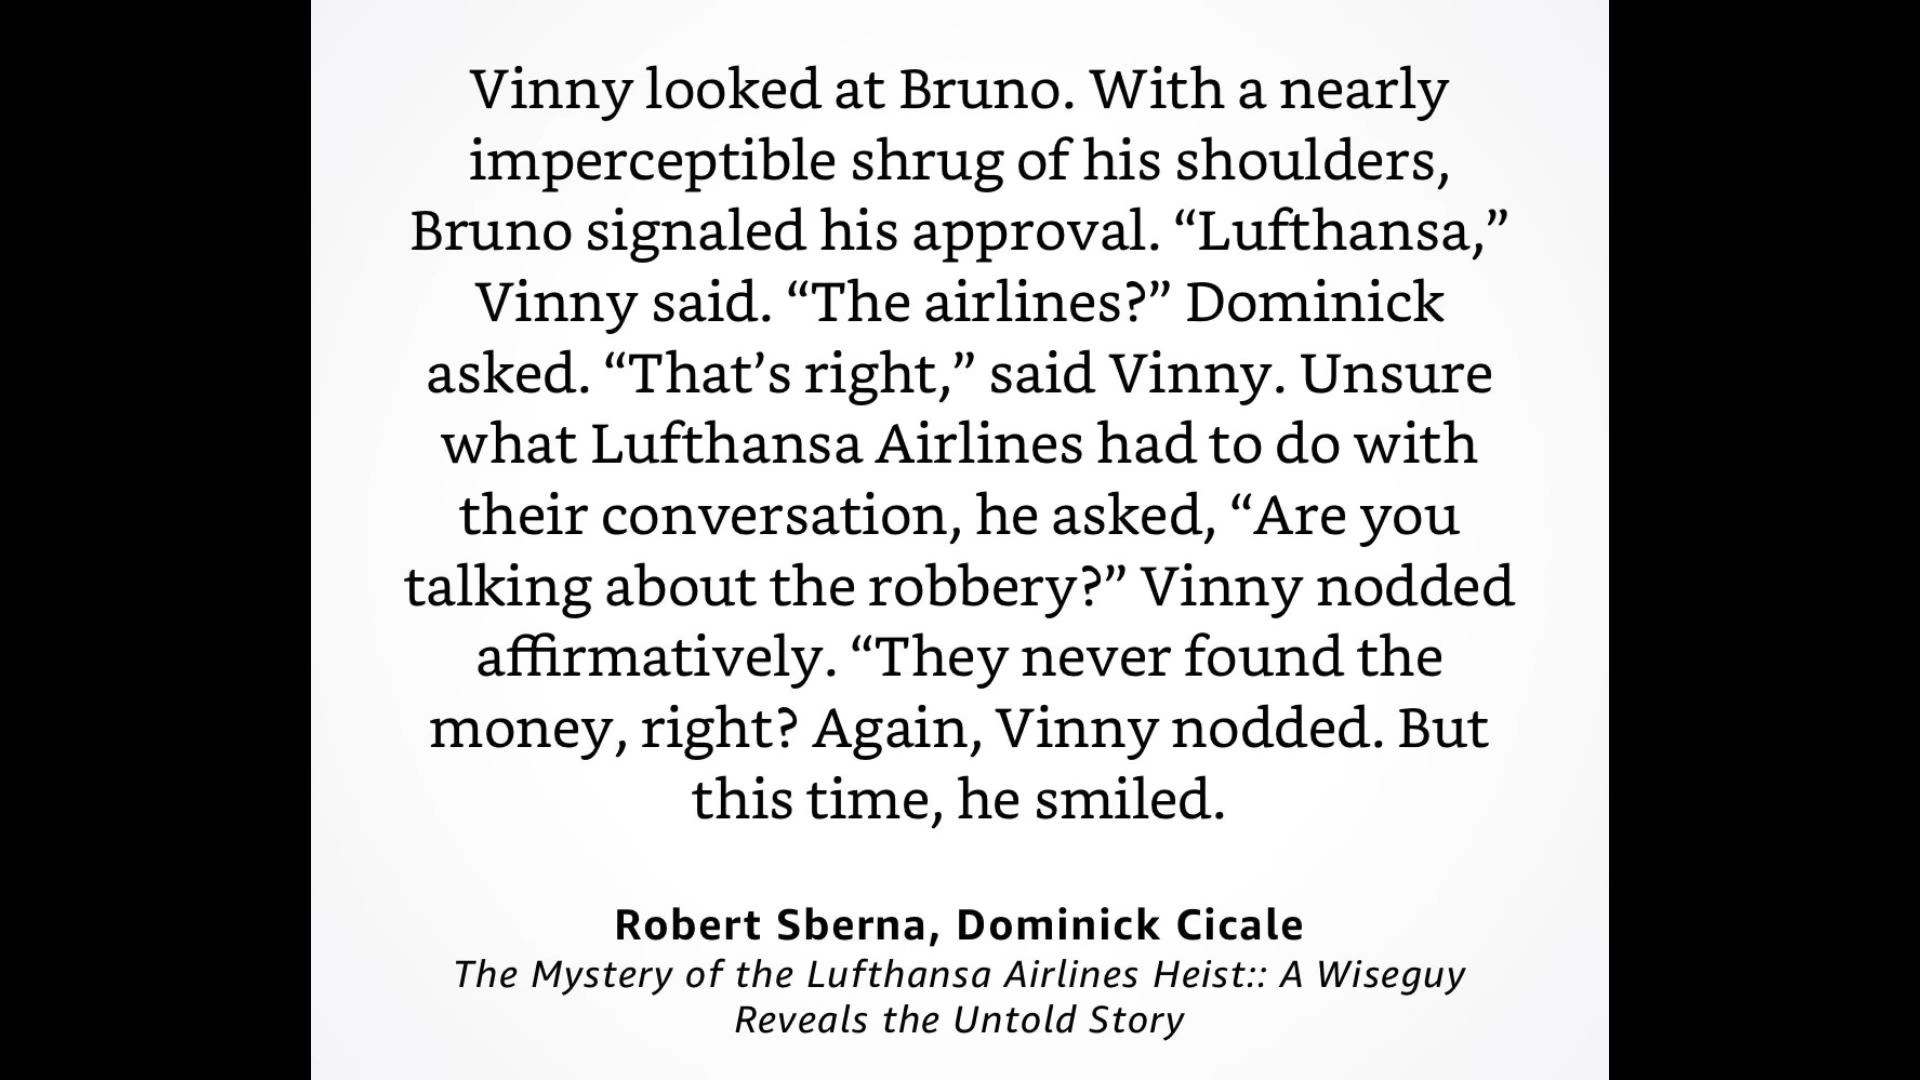 Vinny looked at Bruno. With a nearly
imperceptible shrug of his shoulders,
Bruno signaled his approval. “Lufthansa,”
Vinny said. “The airlines?” Dominick
asked. “That’s right,” said Vinny. Unsure
what Lufthansa Airlines had to do with
their conversation, he asked, “Are you
talking about the robbery?” Vinny nodded
affirmatively. “They never found the
money, right? Again, Vinny nodded. But
this time, he smiled.
Robert Sberna, Dominick Cicale
The Mystery of the Lufthansa Airlines Heist:: A Wiseguy
Reveals the Untold Story